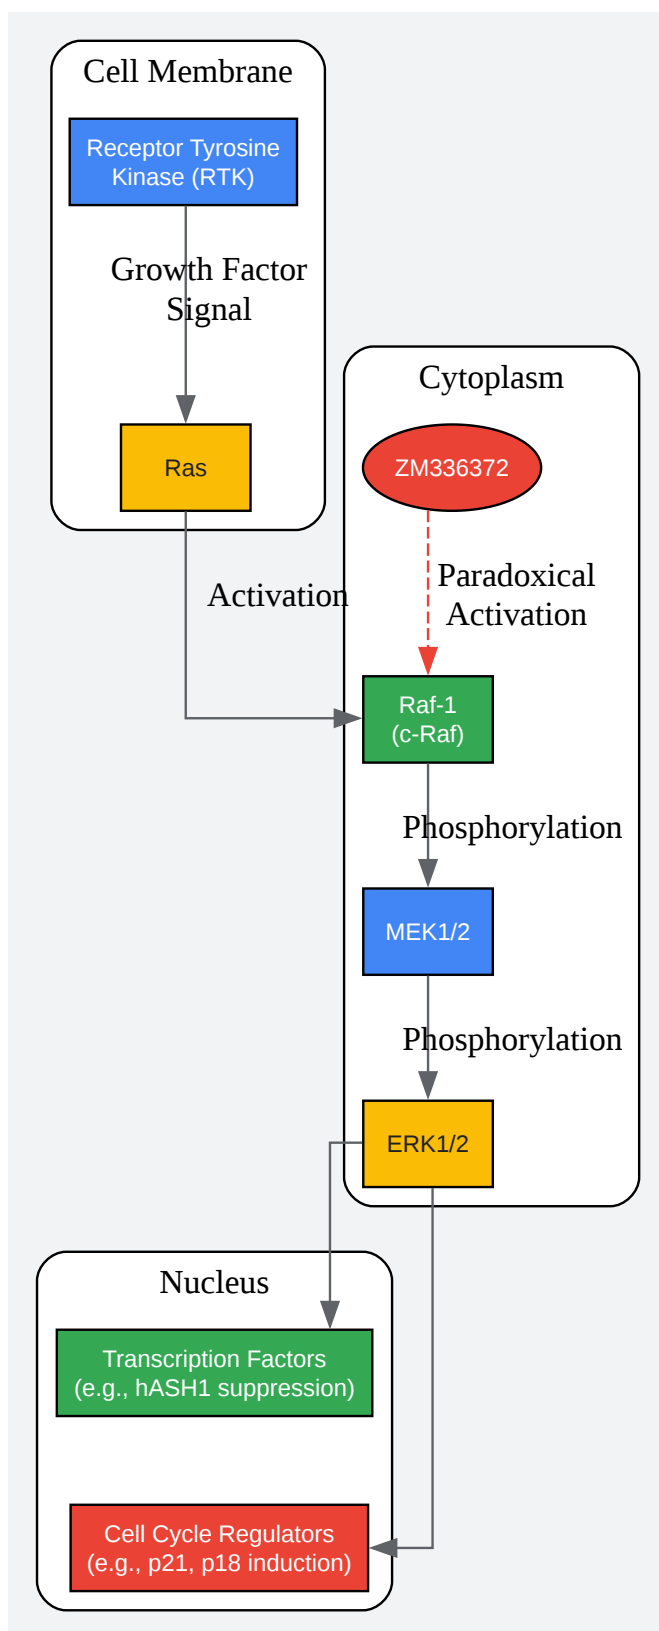 Cell Membrane
Receptor Tyrosine
Kinase (RTK)
Growth Factor
Signal
Ras
Cytoplasm
ZM336372
Activation
Paradoxical
Activation
Raf-1
(c-Raf)
Phosphorylation
MEK1/2
Phosphorylation
ERK1/2
Nucleus
Transcription Factors
(e.g., hASH1 suppression)
Cell Cycle Regulators
(e.g., p21, p18 induction)